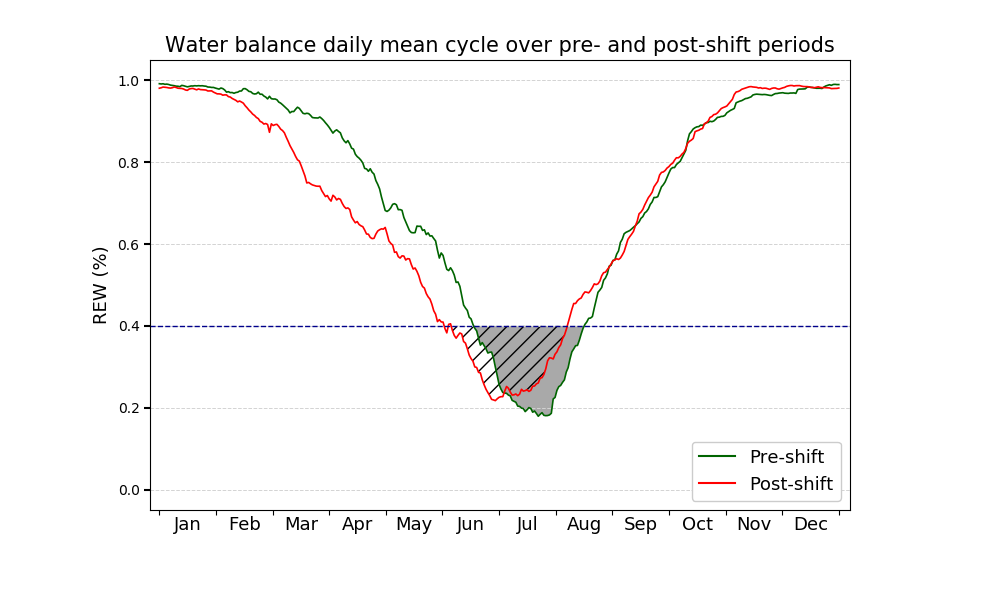 Water balance daily mean cycle over pre- and post-shift periods
REW (%)
1.0
0.8
0.6
0.4
0.2
0.0
Jan Feb Mar Apr May Jun Jul Aug Sep Oct Nov Dec
Pre-shift
Post-shift